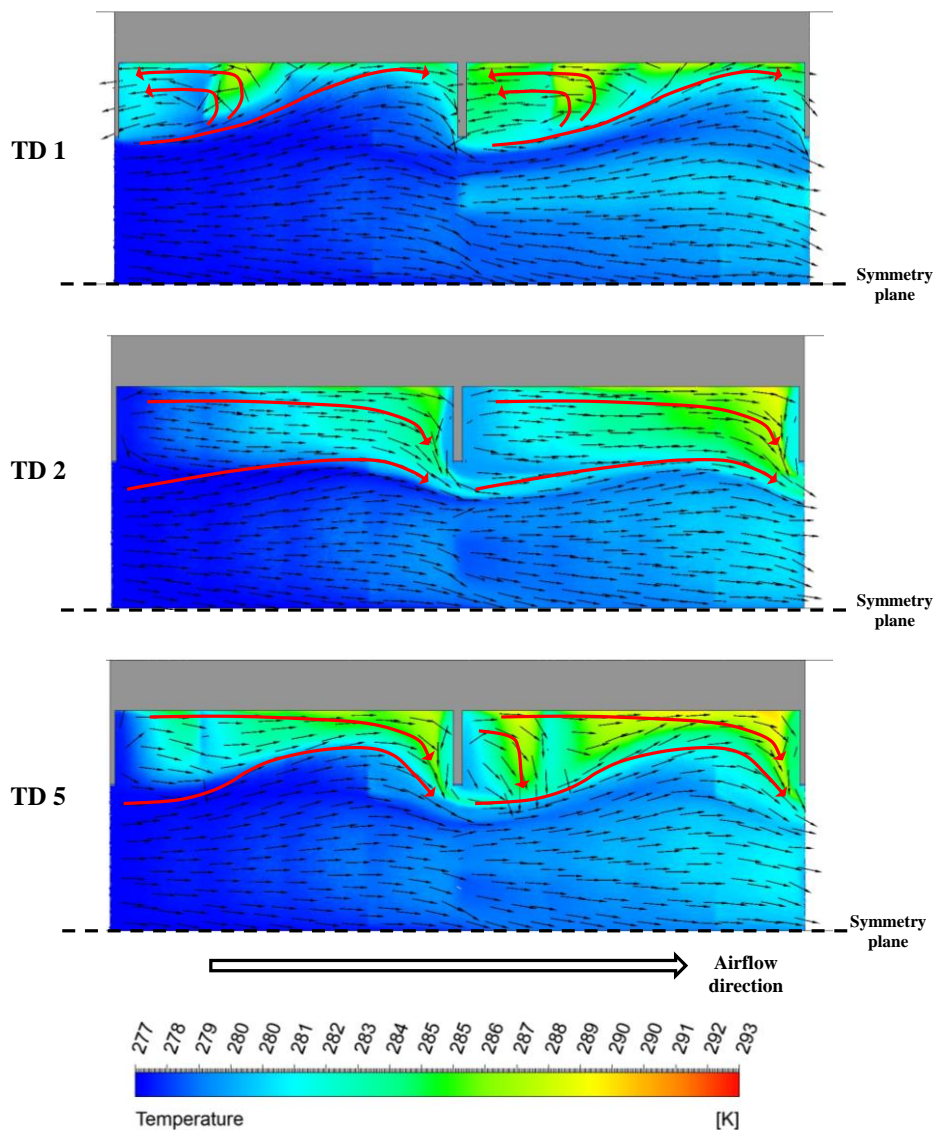 TD 1
Symmetry
plane
TD 2
Symmetry
plane
TD 5
Symmetry
plane
Airflow
direction
277 278 279 280 280 281 282 283 284 285 285 286 287 288 289 290 290 291 292 293
Temperature [K]